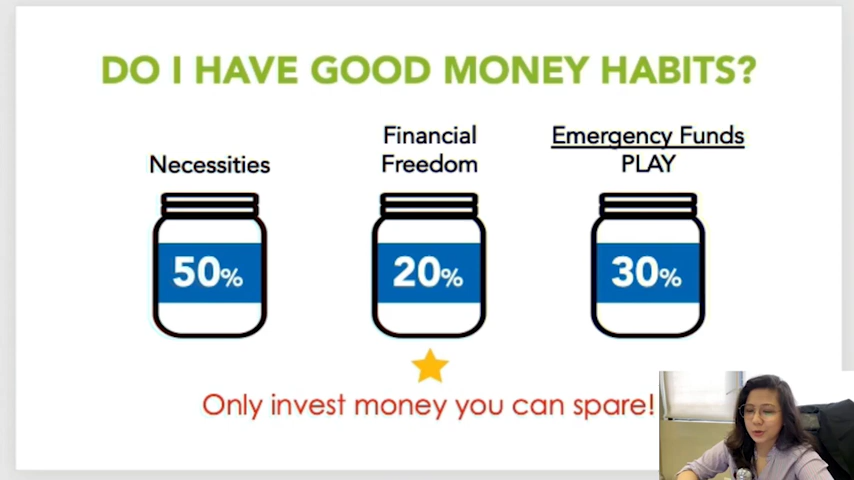 DO I HAVE GOOD MONEY HABITS?
Necessities
Financial
Freedom
Emergency Funds
PLAY
50%
20%
30%
Only invest money you can spare!